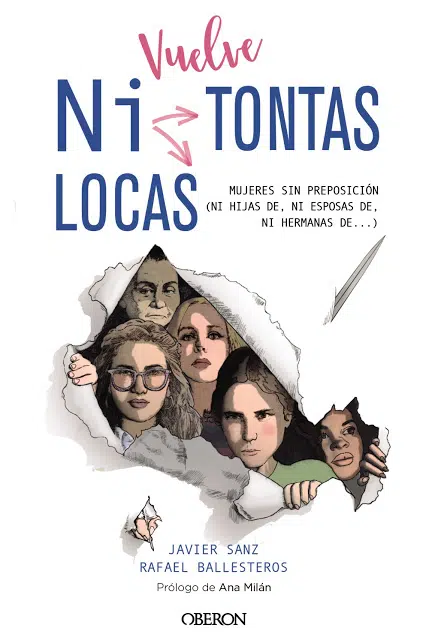 Vuelve
Ni TONTAS
LOCAS
MUJERES SIN PREPOSICIÓN
(NI HIJAS DE, NI ESPOSAS DE,
NI HERMANAS DE...)
JAVIER SANZ
RAFAEL BALLESTEROS
Prólogo de Ana Milán
OBERON